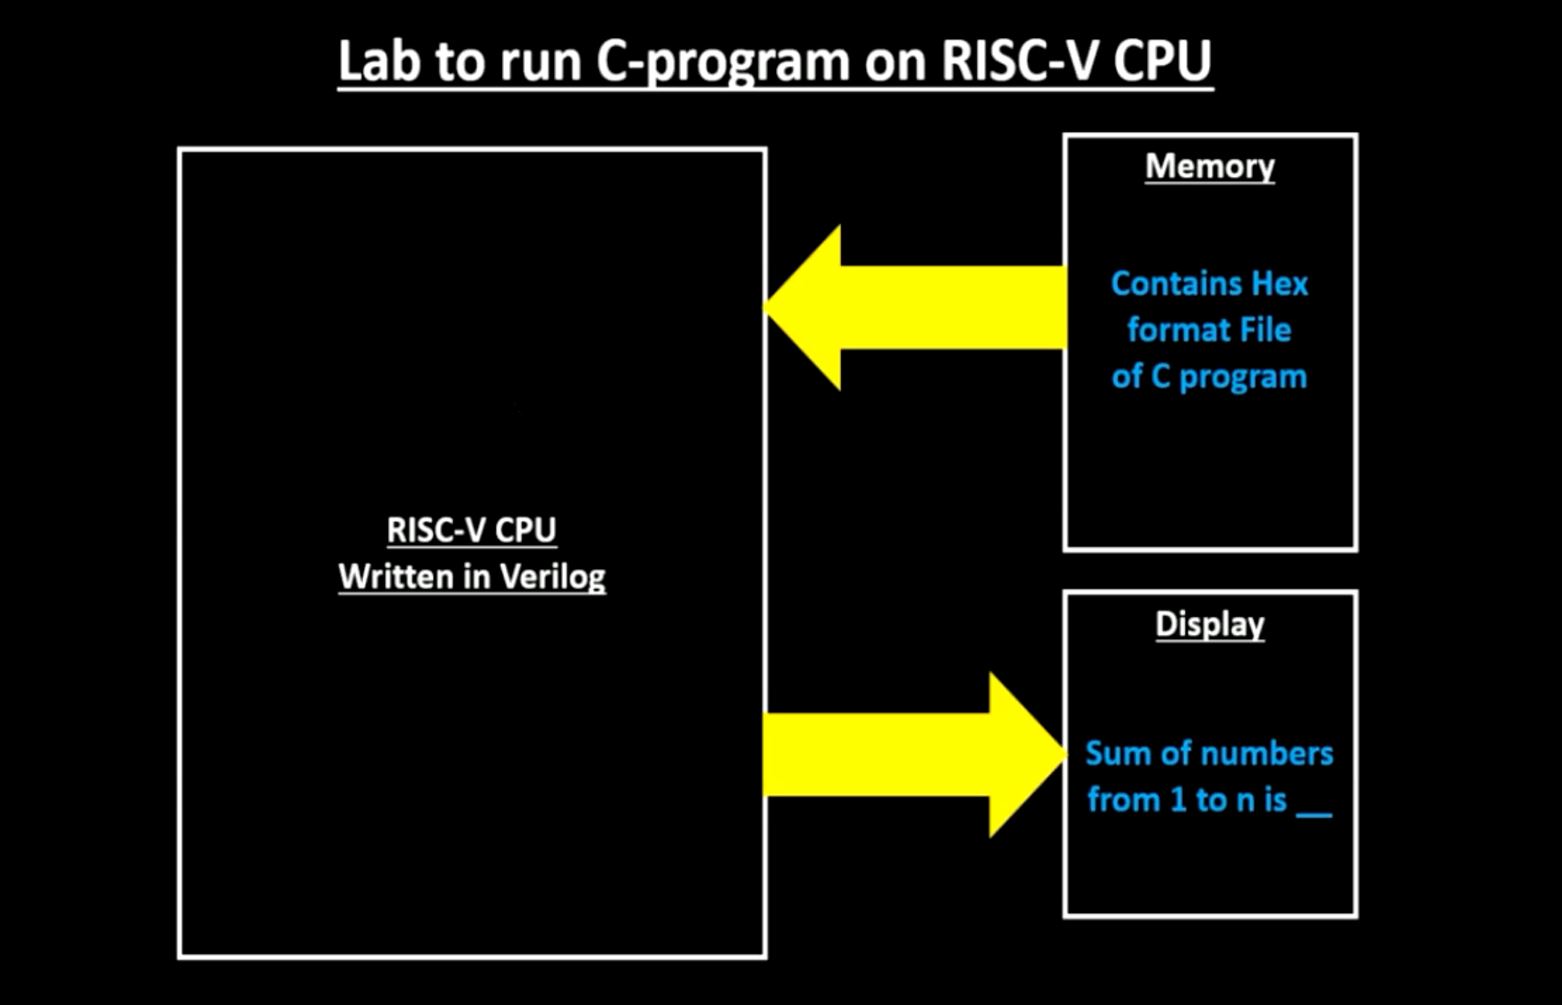 Lab to run C-program on RISC-V CPU
Memory
Contains Hex
format File
of C program
RISC-V CPU
Written in Verilog
Display
Sum of numbers
from 1 to n is __